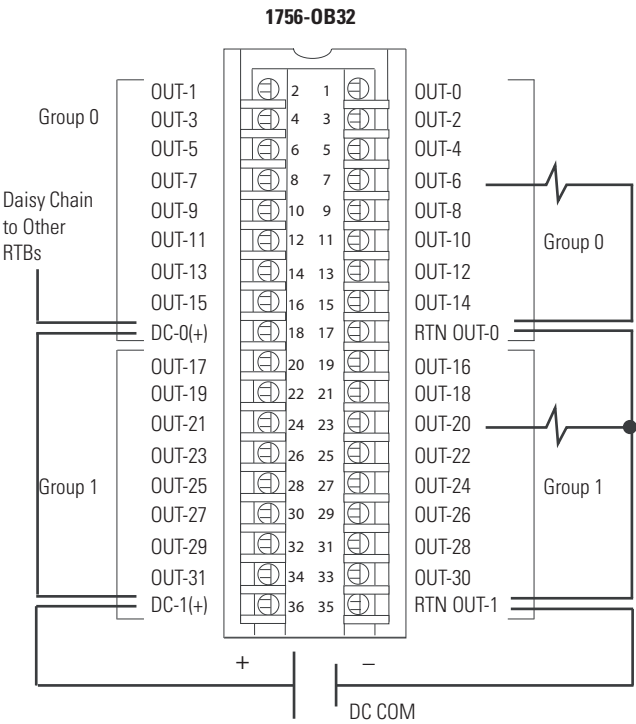 1756-OB32
OUT-1 2 1 OUT-0
Group 0 OUT-3 4 3 OUT-2
OUT-5 6 5 OUT-4
OUT-7 8 7 OUT-6
Daisy Chain
to Other
RTBs
OUT-9 10 9 OUT-8
OUT-11 12 11 OUT-10 Group 0
OUT-13 14 13 OUT-12
OUT-15 16 15 OUT-14
DC-0(+) 18 17 RTN OUT-0
OUT-17 20 19 OUT-16
OUT-19 22 21 OUT-18
OUT-21 24 23 OUT-20
OUT-23 26 25 OUT-22
Group 1 OUT-25 28 27 OUT-24 Group 1
OUT-27 30 29 OUT-26
OUT-29 32 31 OUT-28
OUT-31 34 33 OUT-30
DC-1(+) 36 35 RTN OUT-1
+ –
DC COM